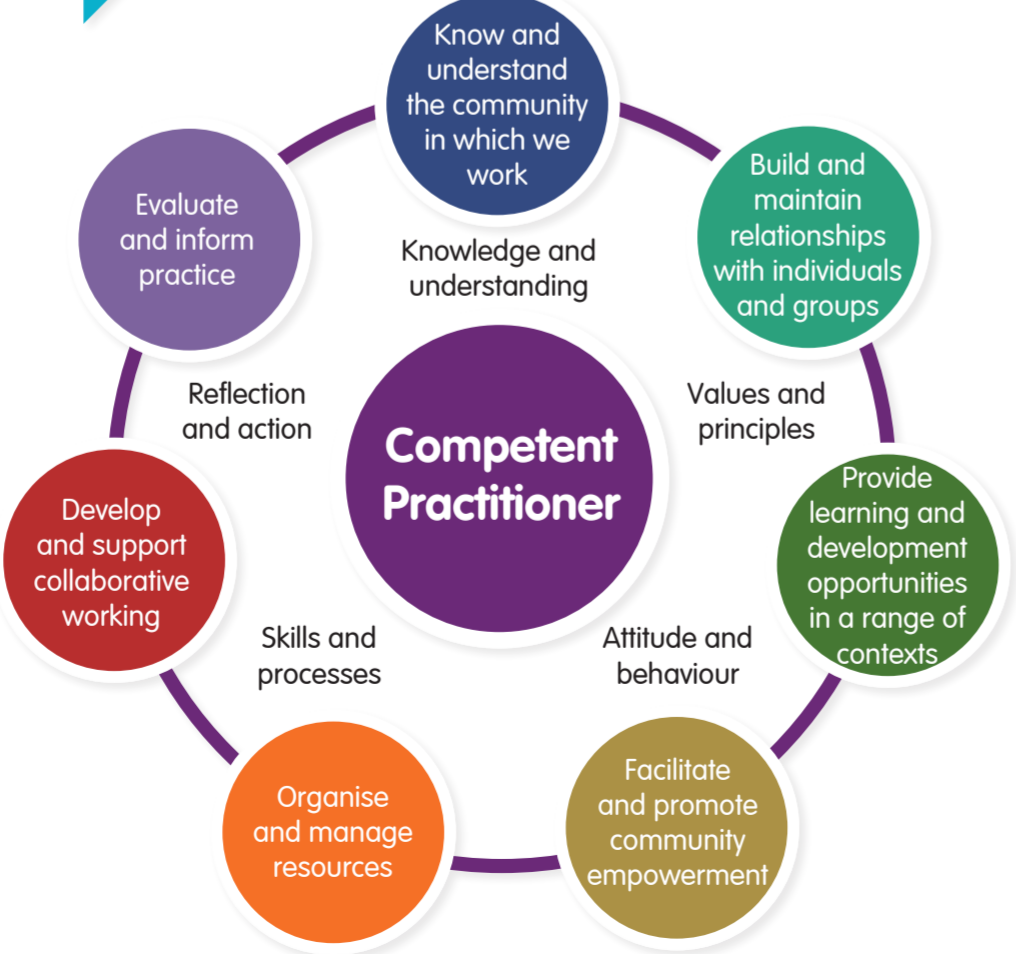 Know and
understand
the community
in which we
work
Build and
maintain
relationships
with individuals
and groups
Provide
learning and
development
opportunities
in a range of
contexts
Facilitate
and promote
community
empowerment
Organise
and manage
resources
Develop
and support
collaborative
working
Evaluate
and inform
practice
Knowledge and
understanding
Values and
principles
Attitude and
behaviour
Skills and
processes
Reflection
and action
Competent
Practitioner